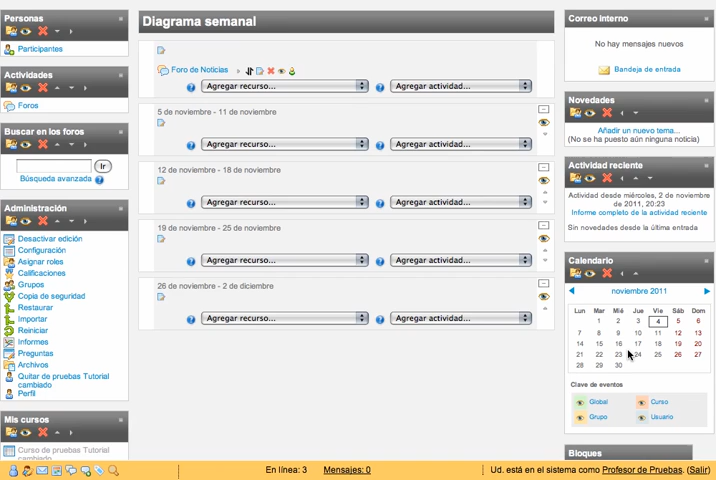 Personas
Participantes
Actividades
Foros
Buscar en los foros
Ir
Búsqueda avanzada
Administración
Desactivar edición
Configuración
Asignar roles
Calificaciones
Grupos
Copia de seguridad
Restaurar
Importar
Reiniciar
Informes
Preguntas
Archivos
Quitar de pruebas Tutorial
cambiado
Perfil
Mis cursos
Curso de pruebas Tutorial
cambiado
Diagrama semanal
Foro de Noticias
Agregar recurso... Agregar actividad...
5 de noviembre - 11 de noviembre
Agregar recurso... Agregar actividad...
12 de noviembre - 18 de noviembre
Agregar recurso... Agregar actividad...
19 de noviembre - 25 de noviembre
Agregar recurso... Agregar actividad...
26 de noviembre - 2 de diciembre
Agregar recurso... Agregar actividad...
Correo interno
No hay mensajes nuevos
Bandeja de entrada
Novedades
Añadir un nuevo tema...
(No se ha puesto aún ninguna noticia)
Actividad reciente
Actividad desde miércoles, 2 de noviembre
de 2011, 20:23
Informe completo de la actividad reciente
Sin novedades desde la última entrada
Calendario
noviembre 2011
Lun Mar Mié Jue Vie Sáb Dom
1 2 3 4 5 6
7 8 9 10 11 12 13
14 15 16 17 18 19 20
21 22 23 24 25 26 27
28 29 30
Clave de eventos
Global Curso
Grupo Usuario
Bloques
En línea: 3 Mensajes: 0 Ud. está en el sistema como Profesor de Pruebas. (Salir)